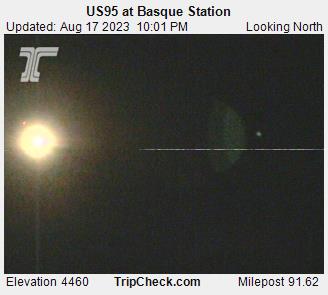 US95 at Basque Station
Updated: Aug 17 2023 10:01 PM Looking North
Elevation 4460 TripCheck.com Milepost 91.62